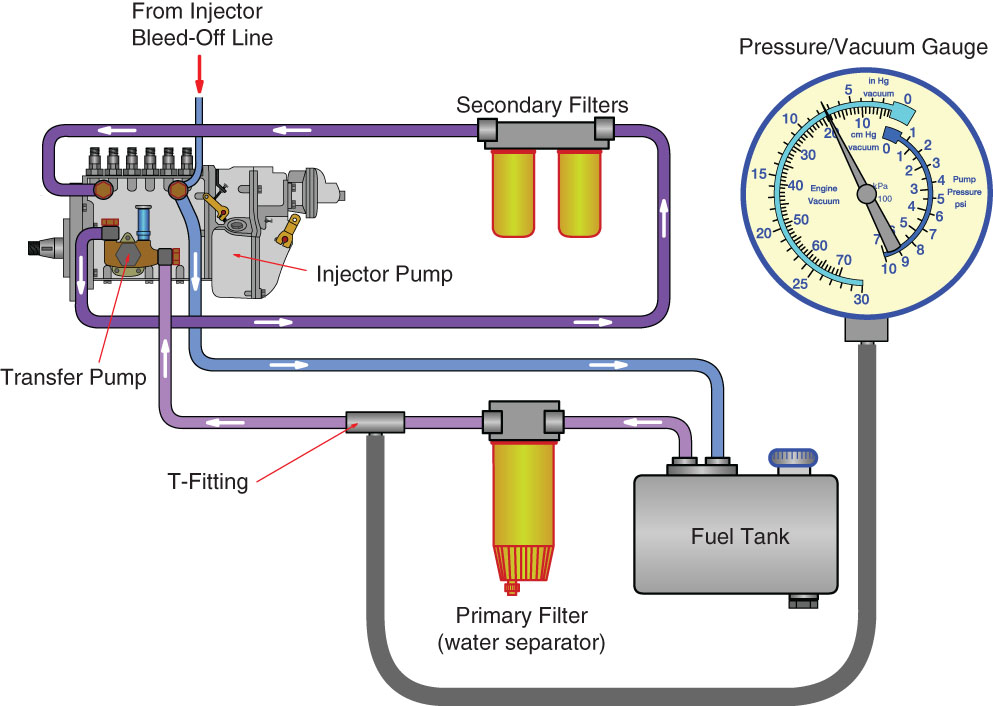 From Injector
Bleed-Off Line
Pressure/Vacuum Gauge
Secondary Filters
in Hg
vacuum
0
5
10
15
20
25
30
10
20
30
40
50
60
70
cm Hg
vacuum
0
1
2
3
4
5
6
7
8
9
10
1
2
3
4
5
6
7
kPa
100
Engine
Vacuum
Pump
Pressure
psi
Injector Pump
Transfer Pump
T-Fitting
Fuel Tank
Primary Filter
(water separator)